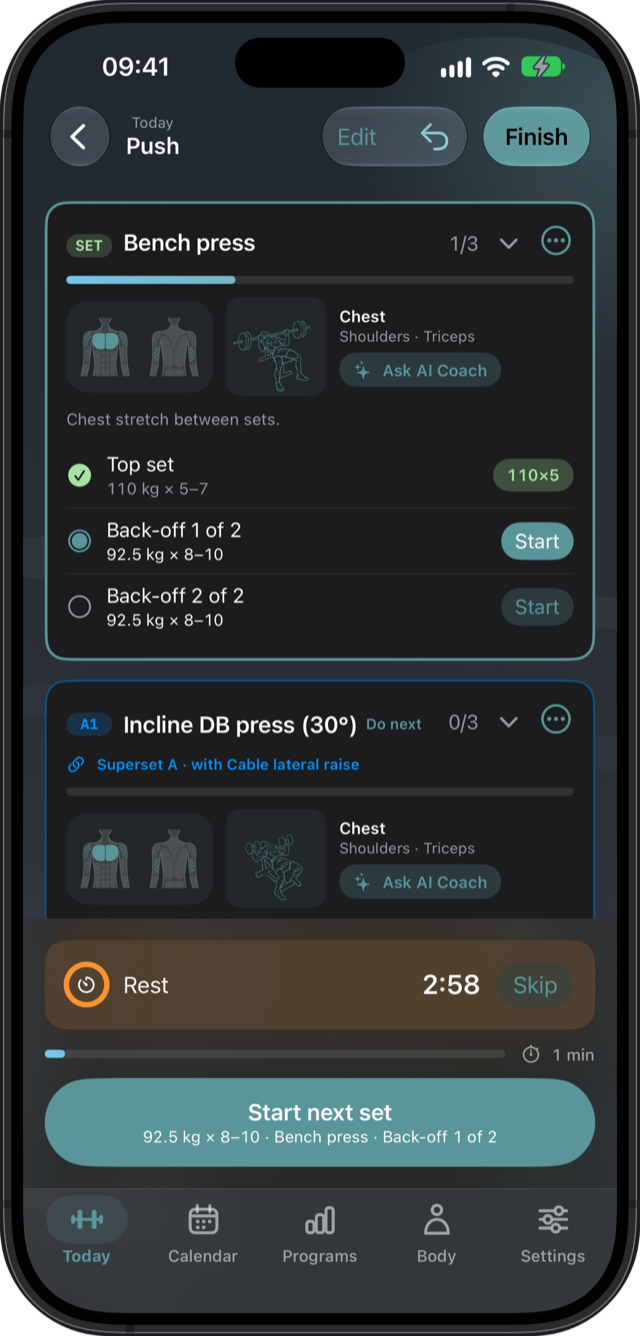 09:41
Today
Push
Edit
Finish
SET Bench press 1/3
Chest
Shoulders · Triceps
Ask AI Coach
Chest stretch between sets.
Top set
110 kg × 5–7
110×5
Back-off 1 of 2
92.5 kg × 8–10
Start
Back-off 2 of 2
92.5 kg × 8–10
Start
A1 Incline DB press (30°) Do next 0/3
Superset A · with Cable lateral raise
Chest
Shoulders · Triceps
Ask AI Coach
Rest 2:58 Skip
1 min
Start next set
92.5 kg × 8–10 · Bench press · Back-off 1 of 2
Today Calendar Programs Body Settings